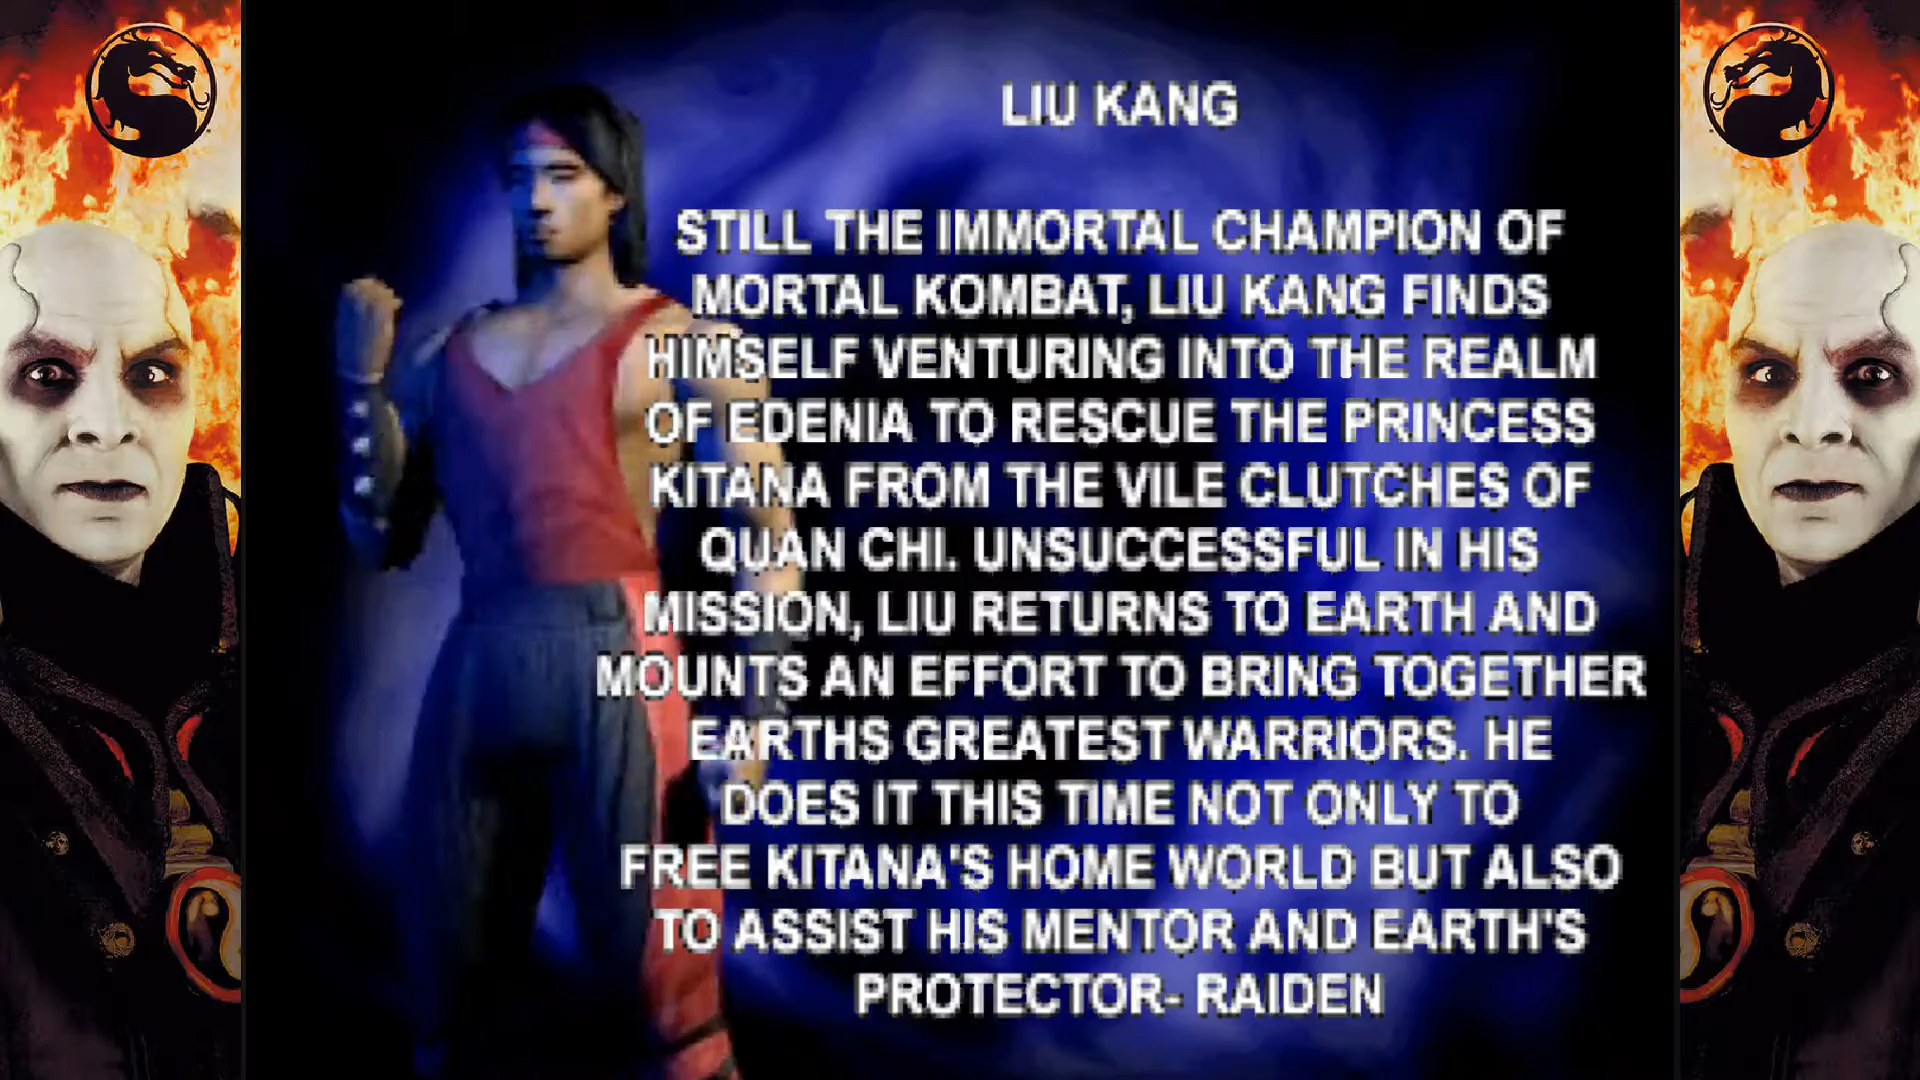 LIU KANG
STILL THE IMMORTAL CHAMPION OF
MORTAL KOMBAT, LIU KANG FINDS
HIMSELF VENTURING INTO THE REALM
OF EDENIA TO RESCUE THE PRINCESS
KITANA FROM THE VILE CLUTCHES OF
QUAN CHI. UNSUCCESSFUL IN HIS
MISSION, LIU RETURNS TO EARTH AND
MOUNTS AN EFFORT TO BRING TOGETHER
EARTHS GREATEST WARRIORS. HE
DOES IT THIS TIME NOT ONLY TO
FREE KITANA'S HOME WORLD BUT ALSO
TO ASSIST HIS MENTOR AND EARTH'S
PROTECTOR- RAIDEN